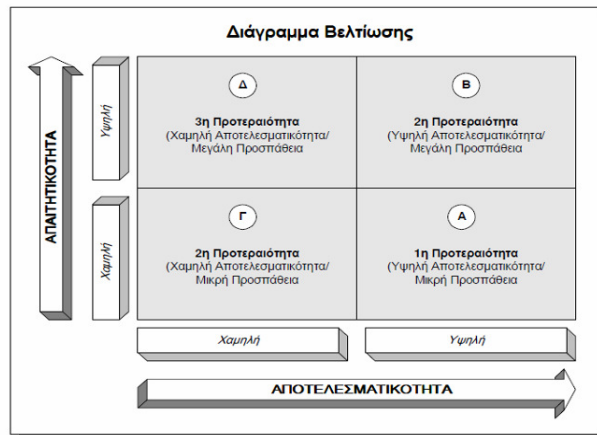 Διάγραμμα Βελτίωσης
ΑΠΑΙΤΗΤΙΚΟΤΗΤΑ
Υψηλή
Δ
3η Προτεραιότητα
(Χαμηλή Αποτελεσματικότητα/
Μεγάλη Προσπάθεια
Β
2η Προτεραιότητα
(Υψηλή Αποτελεσματικότητα/
Μεγάλη Προσπάθεια
Χαμηλή
Γ
2η Προτεραιότητα
(Χαμηλή Αποτελεσματικότητα/
Μικρή Προσπάθεια
Α
1η Προτεραιότητα
(Υψηλή Αποτελεσματικότητα/
Μικρή Προσπάθεια
Χαμηλή
Υψηλή
ΑΠΟΤΕΛΕΣΜΑΤΙΚΟΤΗΤΑ